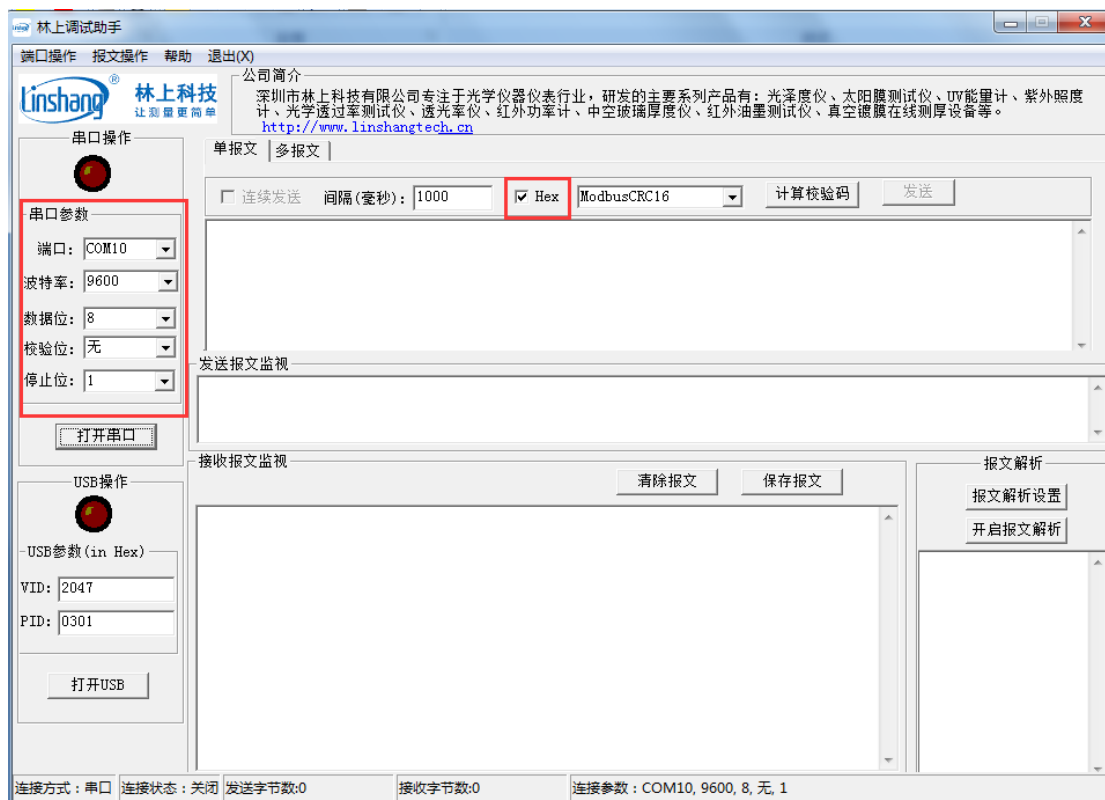 林上调试助手
端口操作 报文操作 帮助 退出(X)
Linshang®
林上科技
让测量更简单
公司简介
深圳市林上科技有限公司专注于光学仪器仪表行业，研发的主要系列产品有：光泽度仪、太阳膜测试仪、UV能量计、紫外照度
计、光学透过率测试仪、透光率仪、红外功率计、中空玻璃厚度仪、红外油墨测试仪、真空镀膜在线测厚设备等。
http://www.linshangtech.cn
串口操作
串口参数
端口： COM10
波特率： 9600
数据位： 8
校验位： 无
停止位： 1
打开串口
USB操作
USB参数(in Hex)
VID: 2047
PID: 0301
打开USB
单报文 多报文
连续发送 间隔(毫秒)： 1000 Hex ModbusCRC16 计算校验码 发送
发送报文监视
接收报文监视
清除报文 保存报文
报文解析
报文解析设置
开启报文解析
连接方式：串口 连接状态：关闭 发送字节数:0 接收字节数:0 连接参数：COM10, 9600, 8, 无, 1